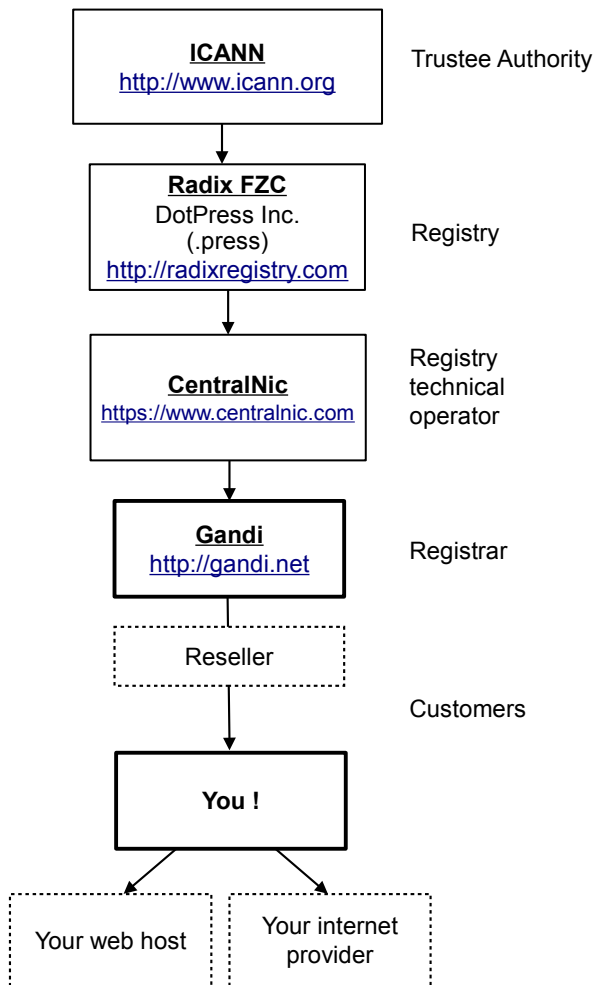 ICANN
http://www.icann.org
Trustee Authority
Radix FZC
DotPress Inc.
(.press)
http://radixregistry.com
Registry
CentralNic
https://www.centralnic.com
Registry
technical
operator
Gandi
http://gandi.net
Registrar
Reseller
Customers
You !
Your web host
Your internet
provider